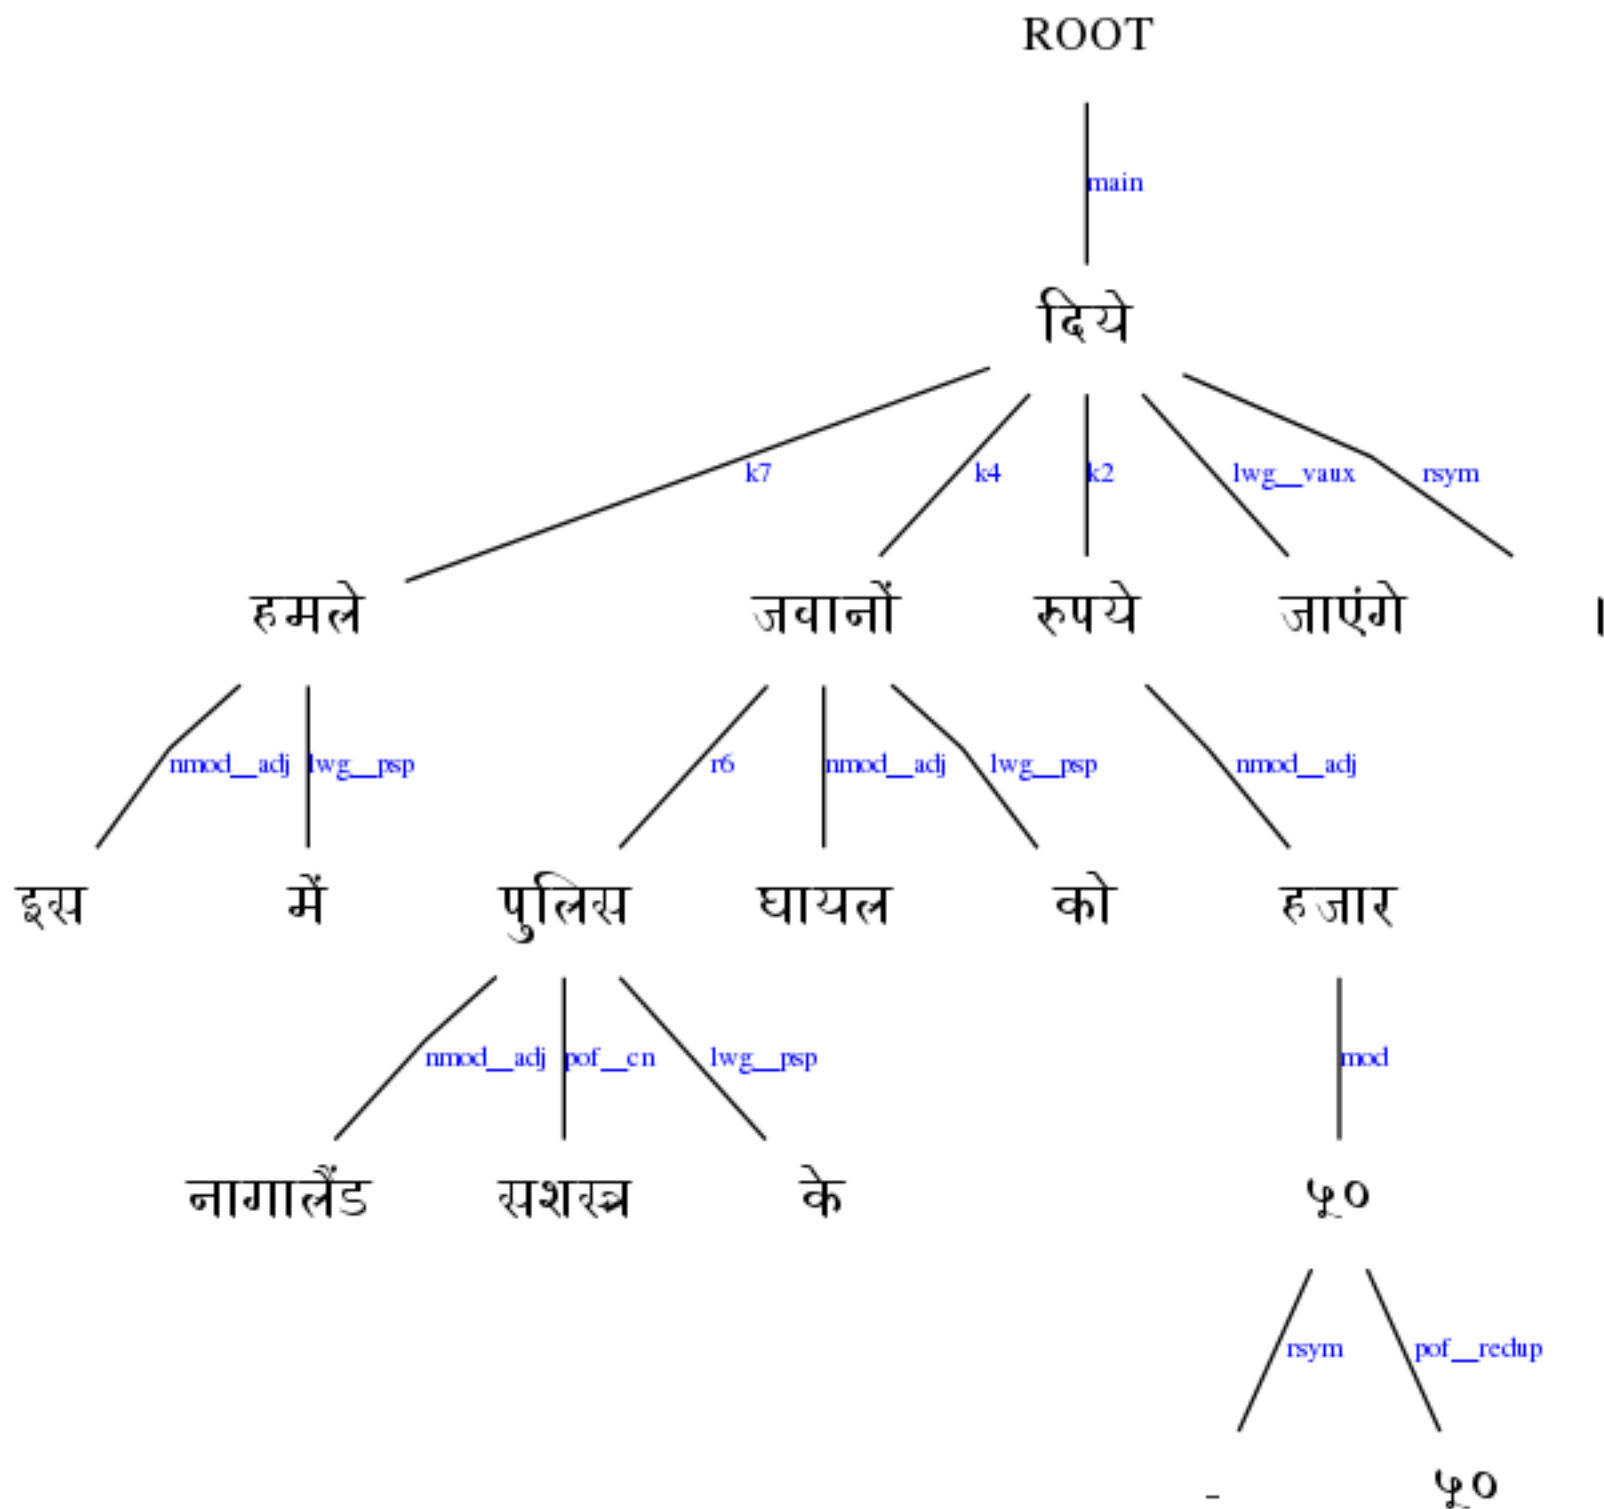 ROOT
main
दिये
k7 k4 k2 lwg__vaux rsym
हमले जवानों रुपये जाएंगे ।
nmod__adj lwg__psp r6 nmod__adj lwg__psp nmod__adj
इस में पुलिस घायल को हजार
nmod__adj pof__cn lwg__psp mod
नागालैंड सशस्त्र के ५०
rsym pof__redup
- ५०